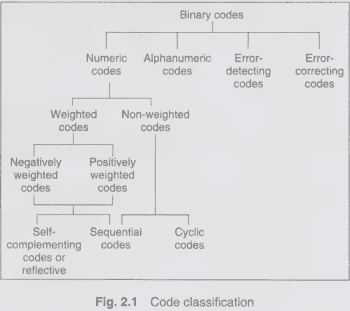 Binary codes
Numeric codes
Alphanumeric codes
Error-detecting codes
Error-correcting codes
Weighted codes
Non-weighted codes
Negatively weighted codes
Positively weighted codes
Self-complementing codes or reflective
Sequential codes
Cyclic codes
Fig. 2.1 Code classification